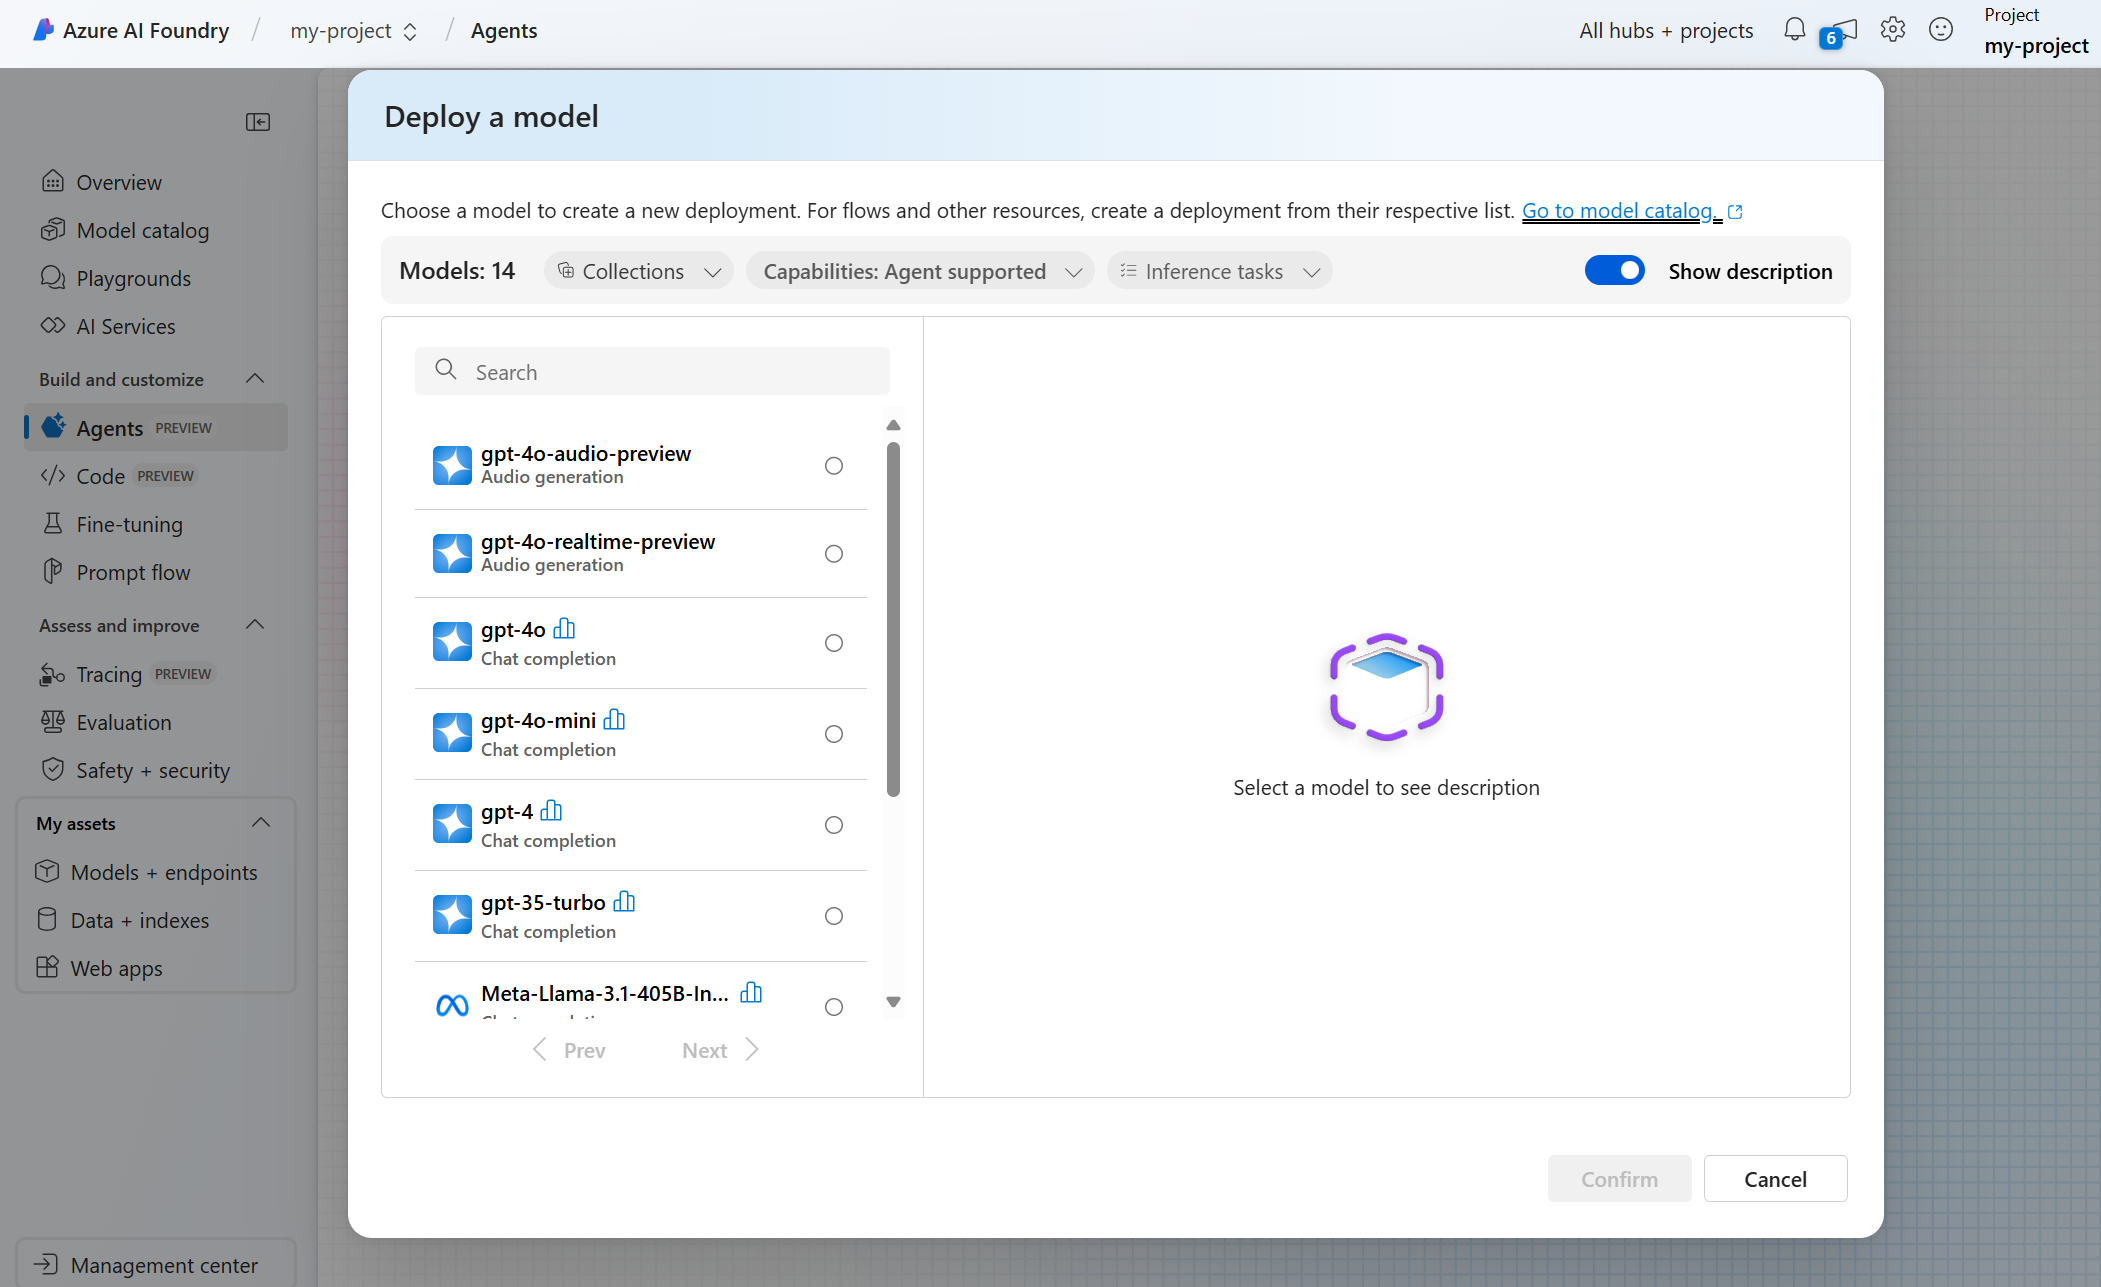 Azure AI Foundry / my-project / Agents
All hubs + projects
6
Project
my-project
Overview
Model catalog
Playgrounds
AI Services
Build and customize
Agents PREVIEW
Code PREVIEW
Fine-tuning
Prompt flow
Assess and improve
Tracing PREVIEW
Evaluation
Safety + security
My assets
Models + endpoints
Data + indexes
Web apps
Management center
Deploy a model
Choose a model to create a new deployment. For flows and other resources, create a deployment from their respective list. Go to model catalog.
Models: 14 Collections Capabilities: Agent supported Inference tasks Show description
Search
gpt-4o-audio-preview
Audio generation
gpt-4o-realtime-preview
Audio generation
gpt-4o
Chat completion
gpt-4o-mini
Chat completion
gpt-4
Chat completion
gpt-35-turbo
Chat completion
Meta-Llama-3.1-405B-In...
Prev Next
Select a model to see description
Confirm Cancel